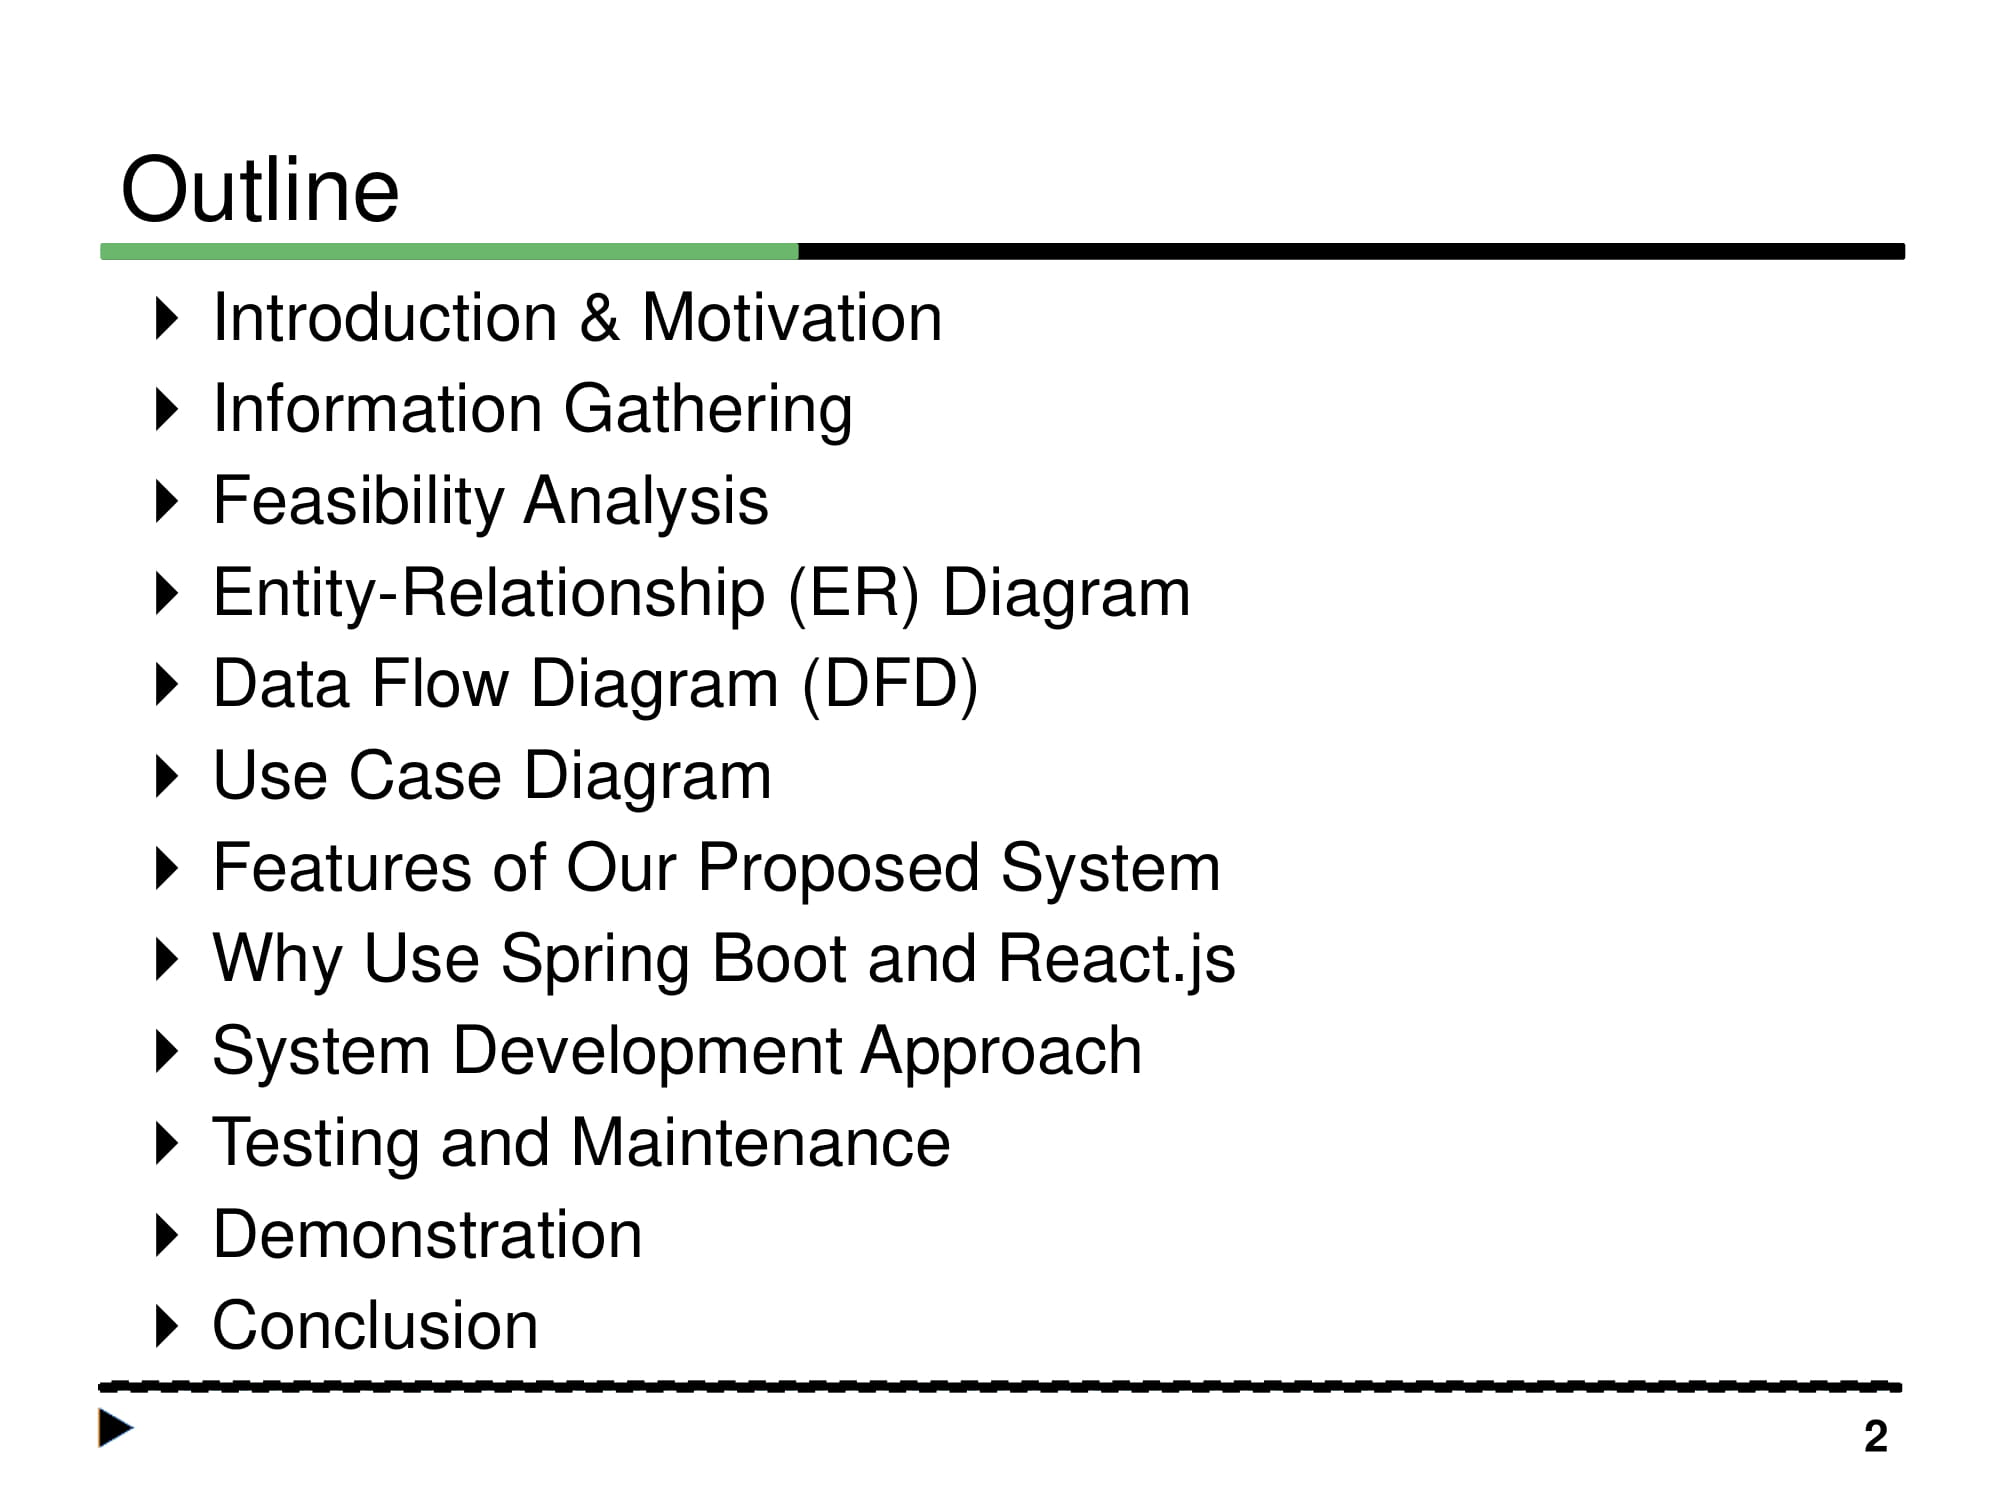 Outline
Introduction & Motivation
Information Gathering
Feasibility Analysis
Entity-Relationship (ER) Diagram
Data Flow Diagram (DFD)
Use Case Diagram
Features of Our Proposed System
Why Use Spring Boot and React.js
System Development Approach
Testing and Maintenance
Demonstration
Conclusion
2